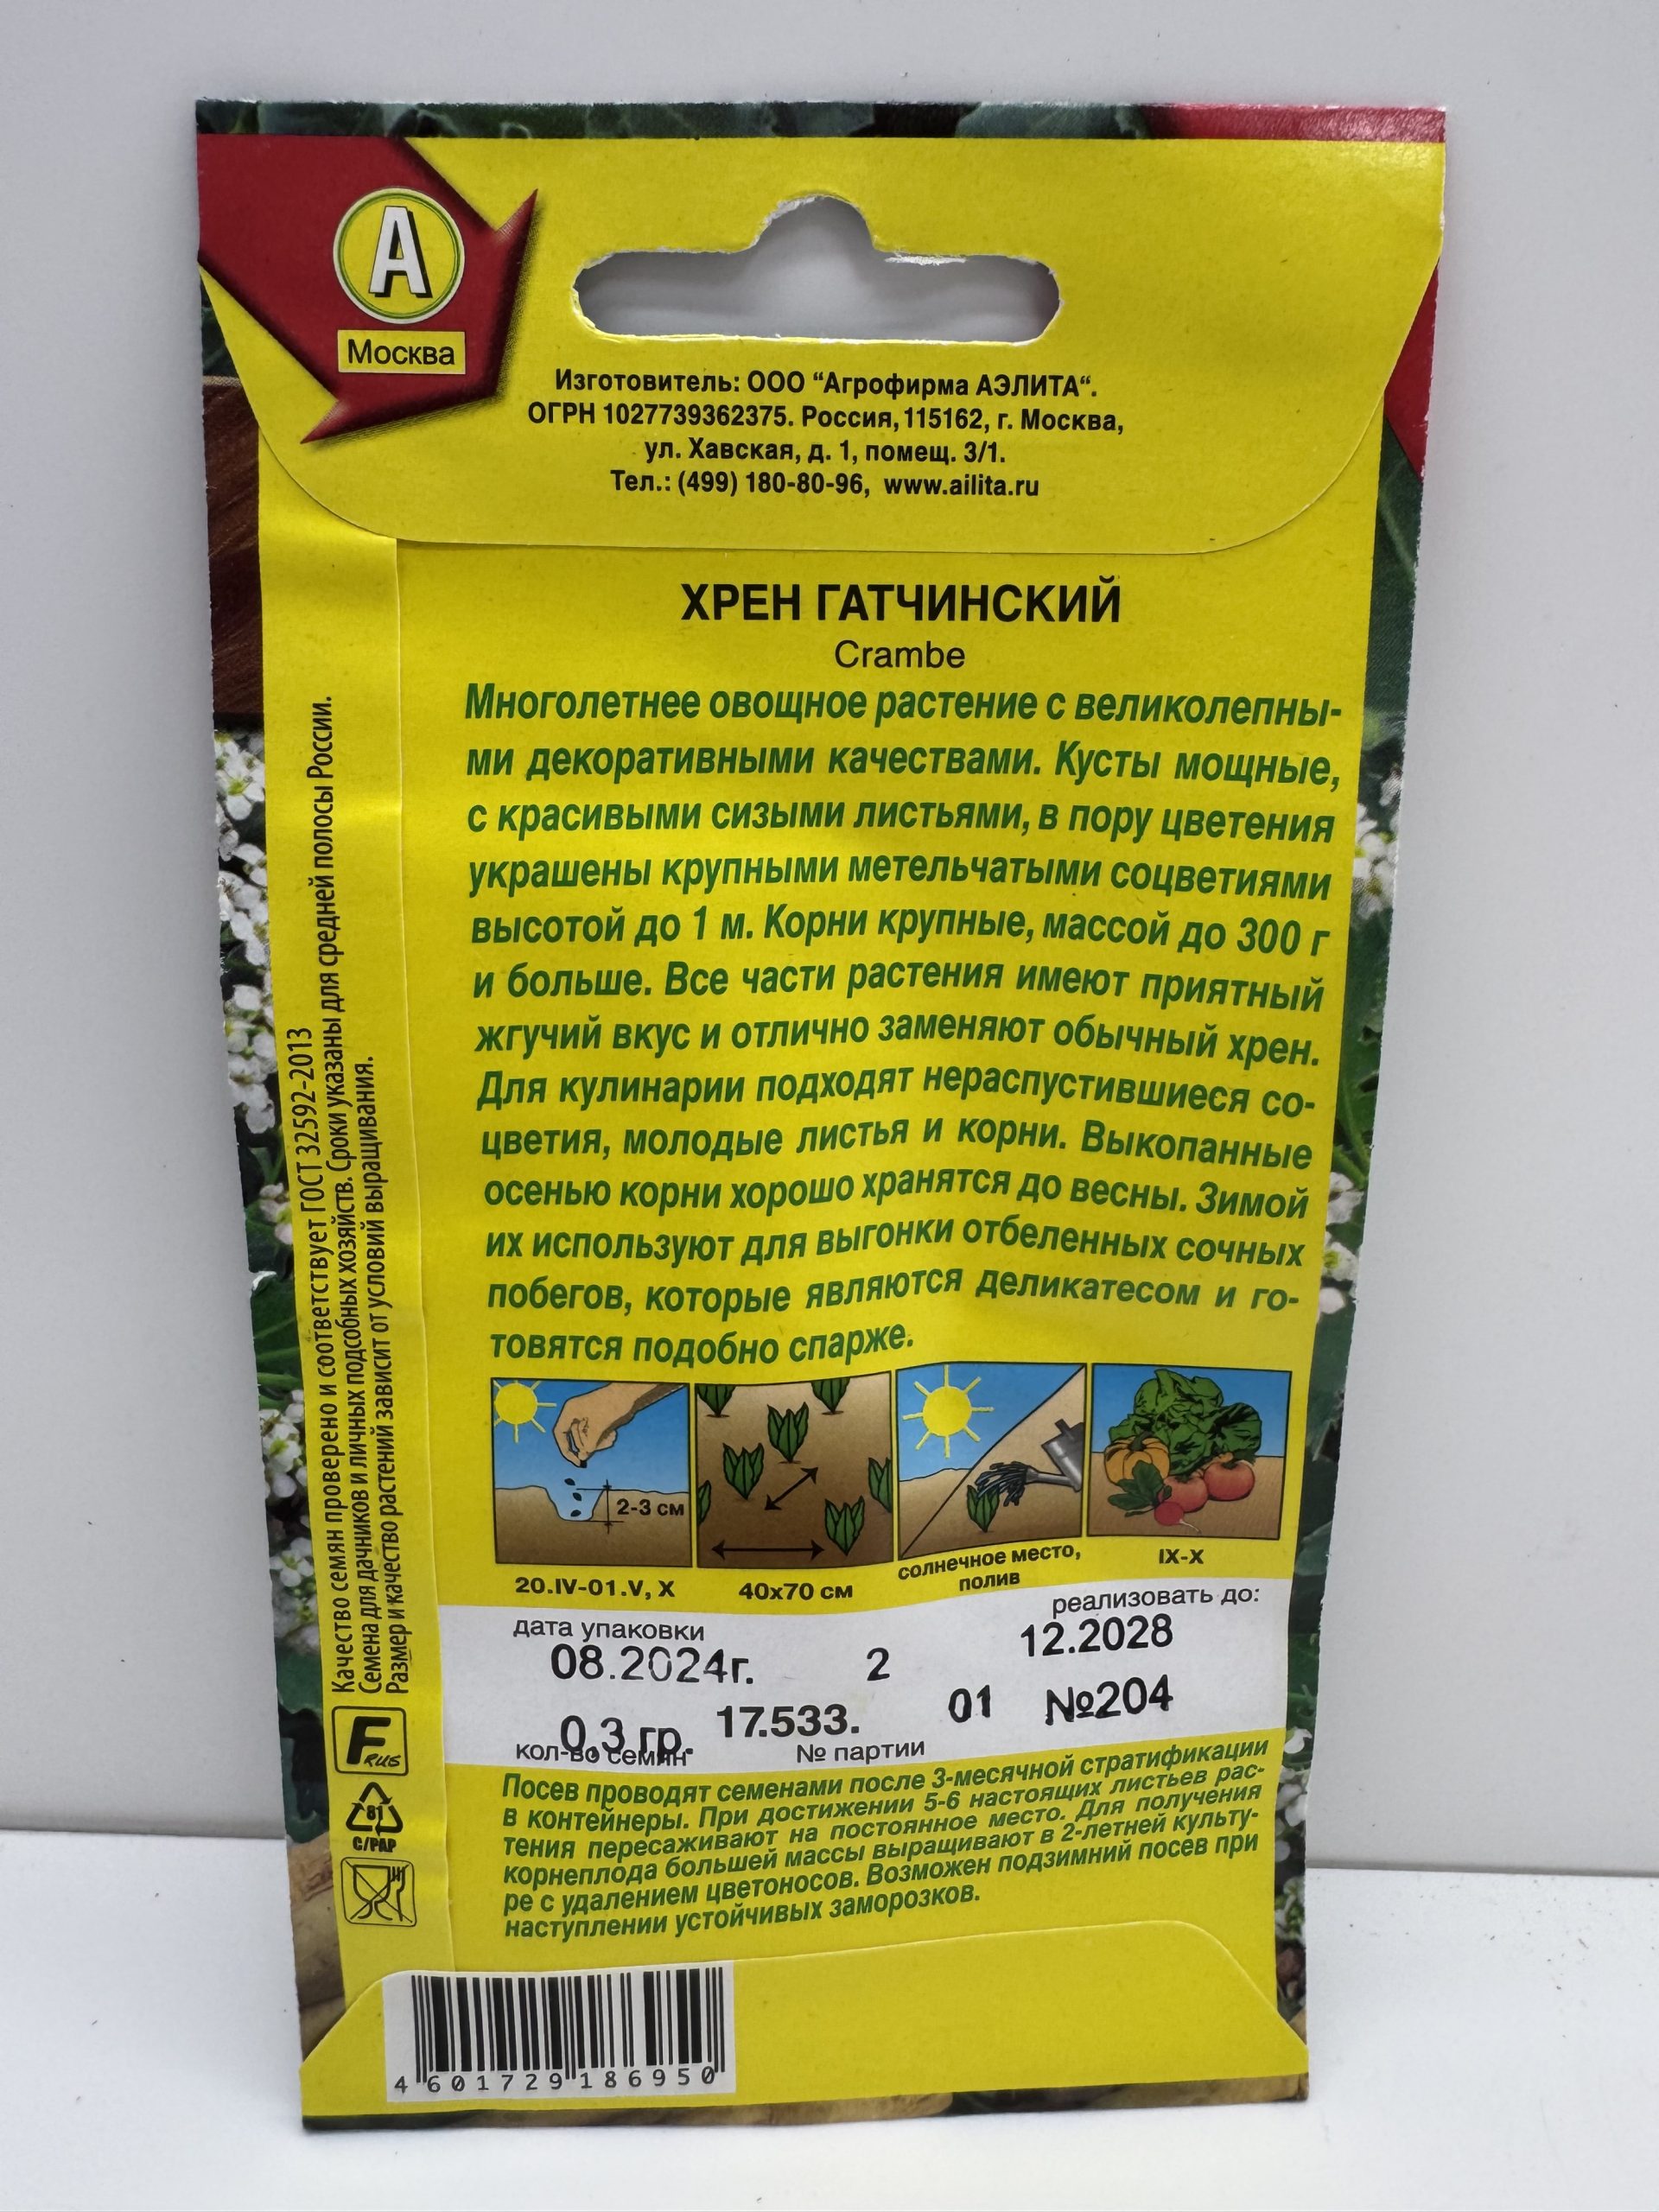 А
Москва
Изготовитель: ООО “Агрофирма АЭЛИТА“.
ОГРН 1027739362375. Россия, 115162, г. Москва,
ул. Хавская, д. 1, помещ. 3/1.
Тел.: (499) 180-80-96, www.ailita.ru
ХРЕН ГАТЧИНСКИЙ
Crambe
Многолетнее овощное растение с великолепны-
ми декоративными качествами. Кусты мощные,
с красивыми сизыми листьями, в пору цветения
украшены крупными метельчатыми соцветиями
высотой до 1 м. Корни крупные, массой до 300 г
и больше. Все части растения имеют приятный
жгучий вкус и отлично заменяют обычный хрен.
Для кулинарии подходят нераспустившиеся со-
цветия, молодые листья и корни. Выкопанные
осенью корни хорошо хранятся до весны. Зимой
их используют для выгонки отбеленных сочных
побегов, которые являются деликатесом и го-
товятся подобно спарже.
2-3 см
20.IV-01.V, X
40х70 см
солнечное место,
полив
IX-X
дата упаковки
реализовать до:
08.2024г.
2
12.2028
0,3 гр.
17.533.
01
№204
кол-во семян
№ партии
Посев проводят семенами после 3-месячной стратификации
в контейнеры. При достижении 5-6 настоящих листьев рас-
тения пересаживают на постоянное место. Для получения
корнеплода большей массы выращивают в 2-летней культу-
ре с удалением цветоносов. Возможен подзимний посев при
наступлении устойчивых заморозков.
Качество семян проверено и соответствует ГОСТ 32592-2013
Семена для дачников и личных подсобных хозяйств. Сроки указаны для средней полосы России.
Размер и качество растений зависит от условий выращивания.
F RUS
81
C/PAP
4 601729 186950